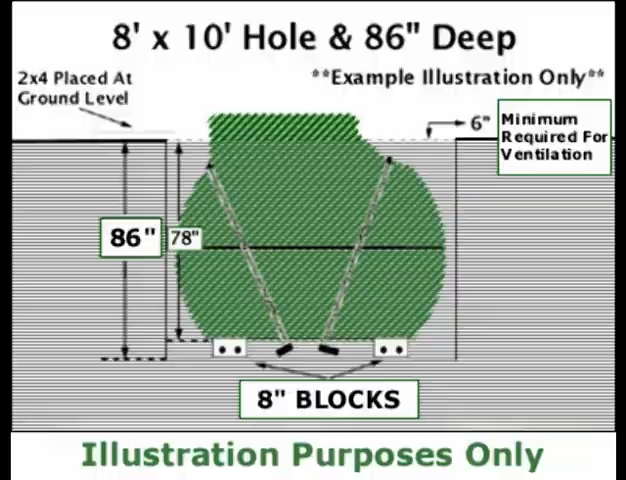 8' x 10' Hole & 86" Deep
2x4 Placed At
Ground Level
**Example Illustration Only**
6"
Minimum
Required For
Ventilation
86"
78"
8" BLOCKS
Illustration Purposes Only